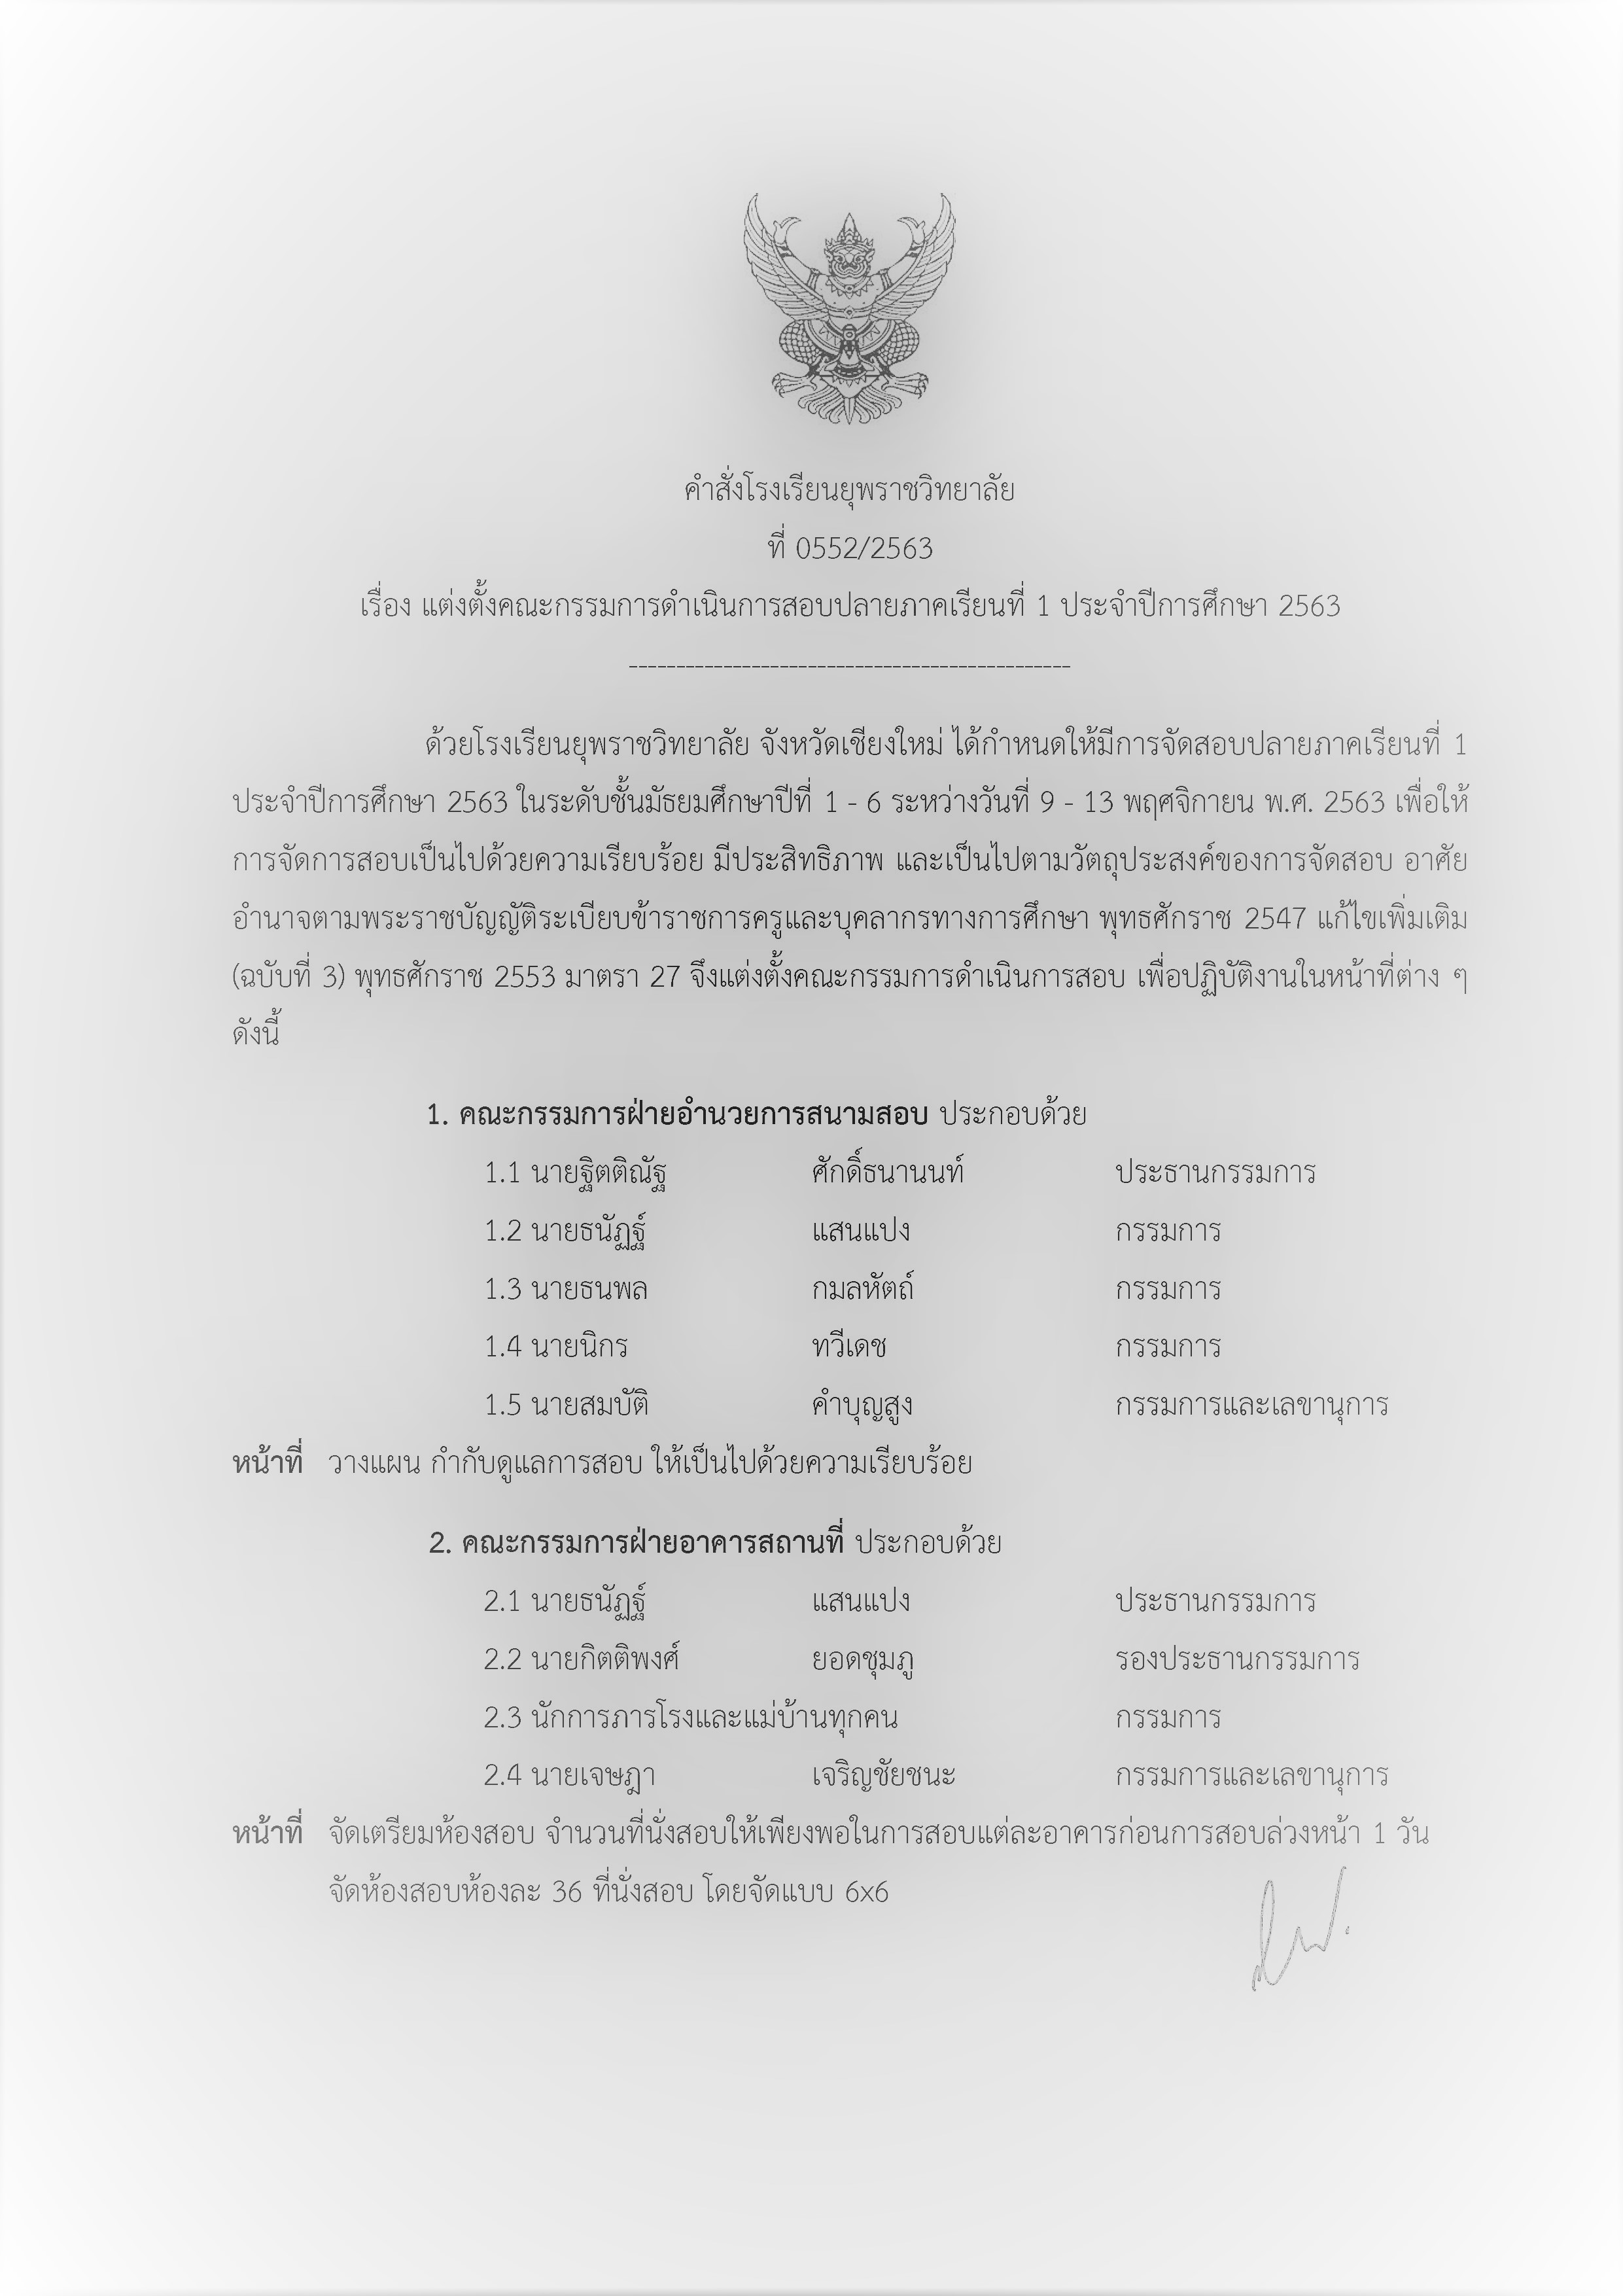 คำสั่งโรงเรียนยุพราชวิทยาลัย
ที่ 0552/2563
เรื่อง แต่งตั้งคณะกรรมการดำเนินการสอบปลายภาคเรียนที่ 1 ประจำปีการศึกษา 2563
-----------------------------------------------
ด้วยโรงเรียนยุพราชวิทยาลัย จังหวัดเชียงใหม่ ได้กำหนดให้มีการจัดสอบปลายภาคเรียนที่ 1
ประจำปีการศึกษา 2563 ในระดับชั้นมัธยมศึกษาปีที่ 1 - 6 ระหว่างวันที่ 9 - 13 พฤศจิกายน พ.ศ. 2563 เพื่อให้
การจัดการสอบเป็นไปด้วยความเรียบร้อย มีประสิทธิภาพ และเป็นไปตามวัตถุประสงค์ของการจัดสอบ อาศัย
อำนาจตามพระราชบัญญัติระเบียบข้าราชการครูและบุคลากรทางการศึกษา พุทธศักราช 2547 แก้ไขเพิ่มเติม
(ฉบับที่ 3) พุทธศักราช 2553 มาตรา 27 จึงแต่งตั้งคณะกรรมการดำเนินการสอบ เพื่อปฏิบัติงานในหน้าที่ต่าง ๆ
ดังนี้
1. คณะกรรมการฝ่ายอำนวยการสนามสอบ ประกอบด้วย
1.1 นายฐิตติณัฐ ศักดิ์ธนานนท์ ประธานกรรมการ
1.2 นายธนัฏฐ์ แสนแปง กรรมการ
1.3 นายธนพล กมลหัตถ์ กรรมการ
1.4 นายนิกร ทวีเดช กรรมการ
1.5 นายสมบัติ คำบุญสูง กรรมการและเลขานุการ
หน้าที่ วางแผน กำกับดูแลการสอบ ให้เป็นไปด้วยความเรียบร้อย
2. คณะกรรมการฝ่ายอาคารสถานที่ ประกอบด้วย
2.1 นายธนัฏฐ์ แสนแปง ประธานกรรมการ
2.2 นายกิตติพงศ์ ยอดชุมภู รองประธานกรรมการ
2.3 นักการภารโรงและแม่บ้านทุกคน กรรมการ
2.4 นายเจษฎา เจริญชัยชนะ กรรมการและเลขานุการ
หน้าที่ จัดเตรียมห้องสอบ จำนวนที่นั่งสอบให้เพียงพอในการสอบแต่ละอาคารก่อนการสอบล่วงหน้า 1 วัน
จัดห้องสอบห้องละ 36 ที่นั่งสอบ โดยจัดแบบ 6x6